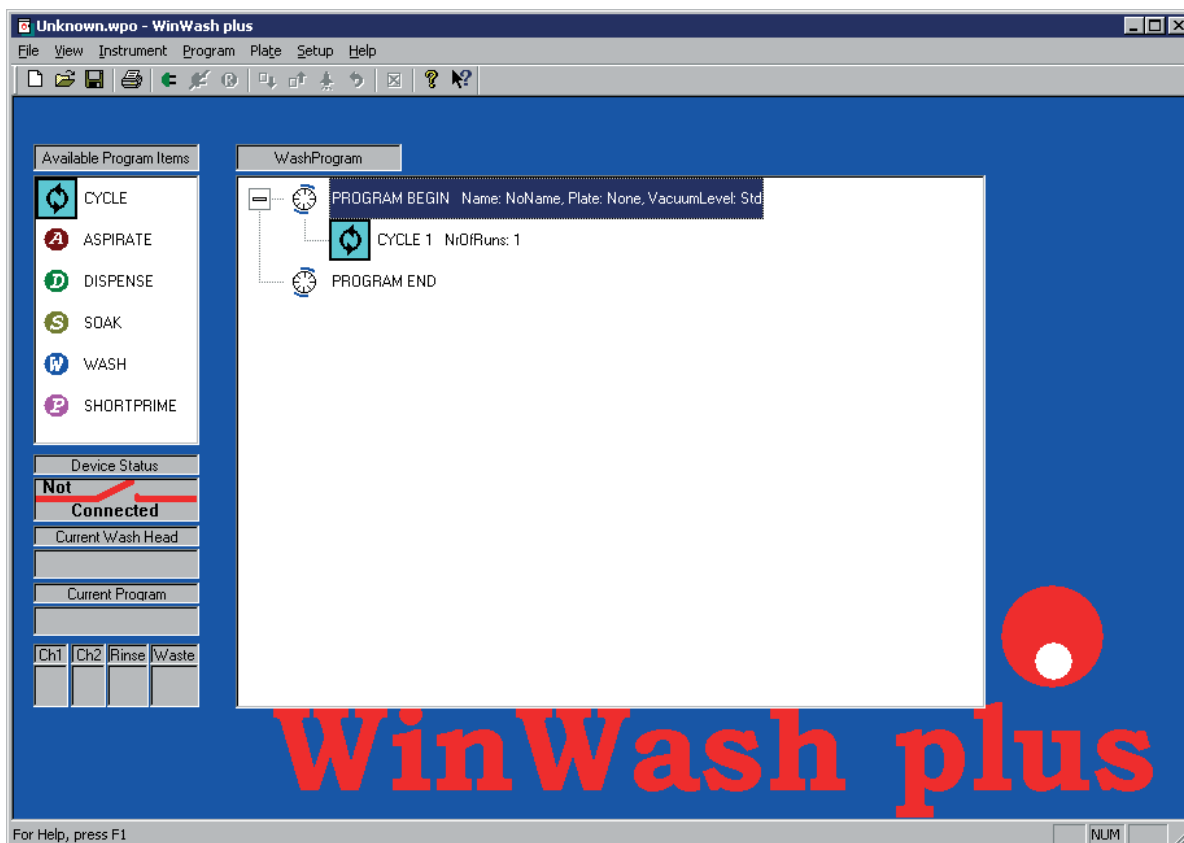 Unknown.wpo - WinWash plus
File View Instrument Program Plate Setup Help
Available Program Items
WashProgram
CYCLE
PROGRAM BEGIN Name: NoName, Plate: None, VacuumLevel: Std
ASPIRATE
CYCLE 1 NrOfRuns: 1
DISPENSE
PROGRAM END
SOAK
WASH
SHORTPRIME
Device Status
Not
Connected
Current Wash Head
Current Program
Ch1 Ch2 Rinse Waste
WinWash plus
For Help, press F1
NUM